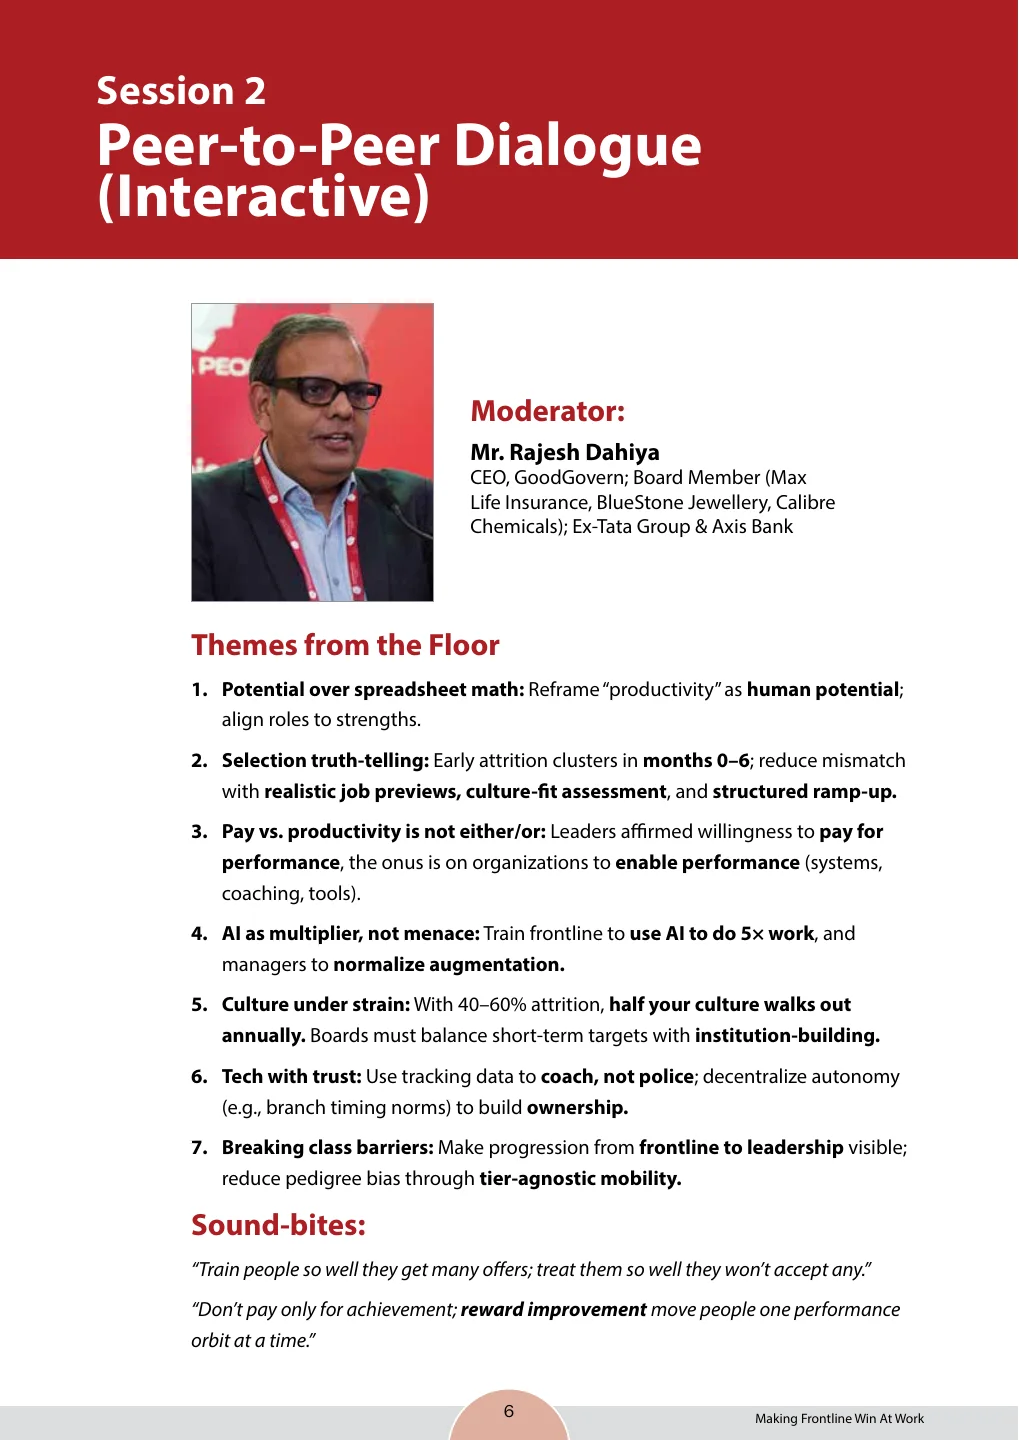 Session 2
Peer-to-Peer Dialogue
(Interactive)
PEO
Moderator:
Mr. Rajesh Dahiya
CEO, GoodGovern; Board Member (Max
Life Insurance, BlueStone Jewellery, Calibre
Chemicals); Ex-Tata Group & Axis Bank
Themes from the Floor
1. Potential over spreadsheet math: Reframe “productivity” as human potential;
align roles to strengths.
2. Selection truth-telling: Early attrition clusters in months 0–6; reduce mismatch
with realistic job previews, culture-fit assessment, and structured ramp-up.
3. Pay vs. productivity is not either/or: Leaders affirmed willingness to pay for
performance, the onus is on organizations to enable performance (systems,
coaching, tools).
4. AI as multiplier, not menace: Train frontline to use AI to do 5× work, and
managers to normalize augmentation.
5. Culture under strain: With 40–60% attrition, half your culture walks out
annually. Boards must balance short-term targets with institution-building.
6. Tech with trust: Use tracking data to coach, not police; decentralize autonomy
(e.g., branch timing norms) to build ownership.
7. Breaking class barriers: Make progression from frontline to leadership visible;
reduce pedigree bias through tier-agnostic mobility.
Sound-bites:
“Train people so well they get many offers; treat them so well they won’t accept any.”
“Don’t pay only for achievement; reward improvement move people one performance
orbit at a time.”
6
Making Frontline Win At Work